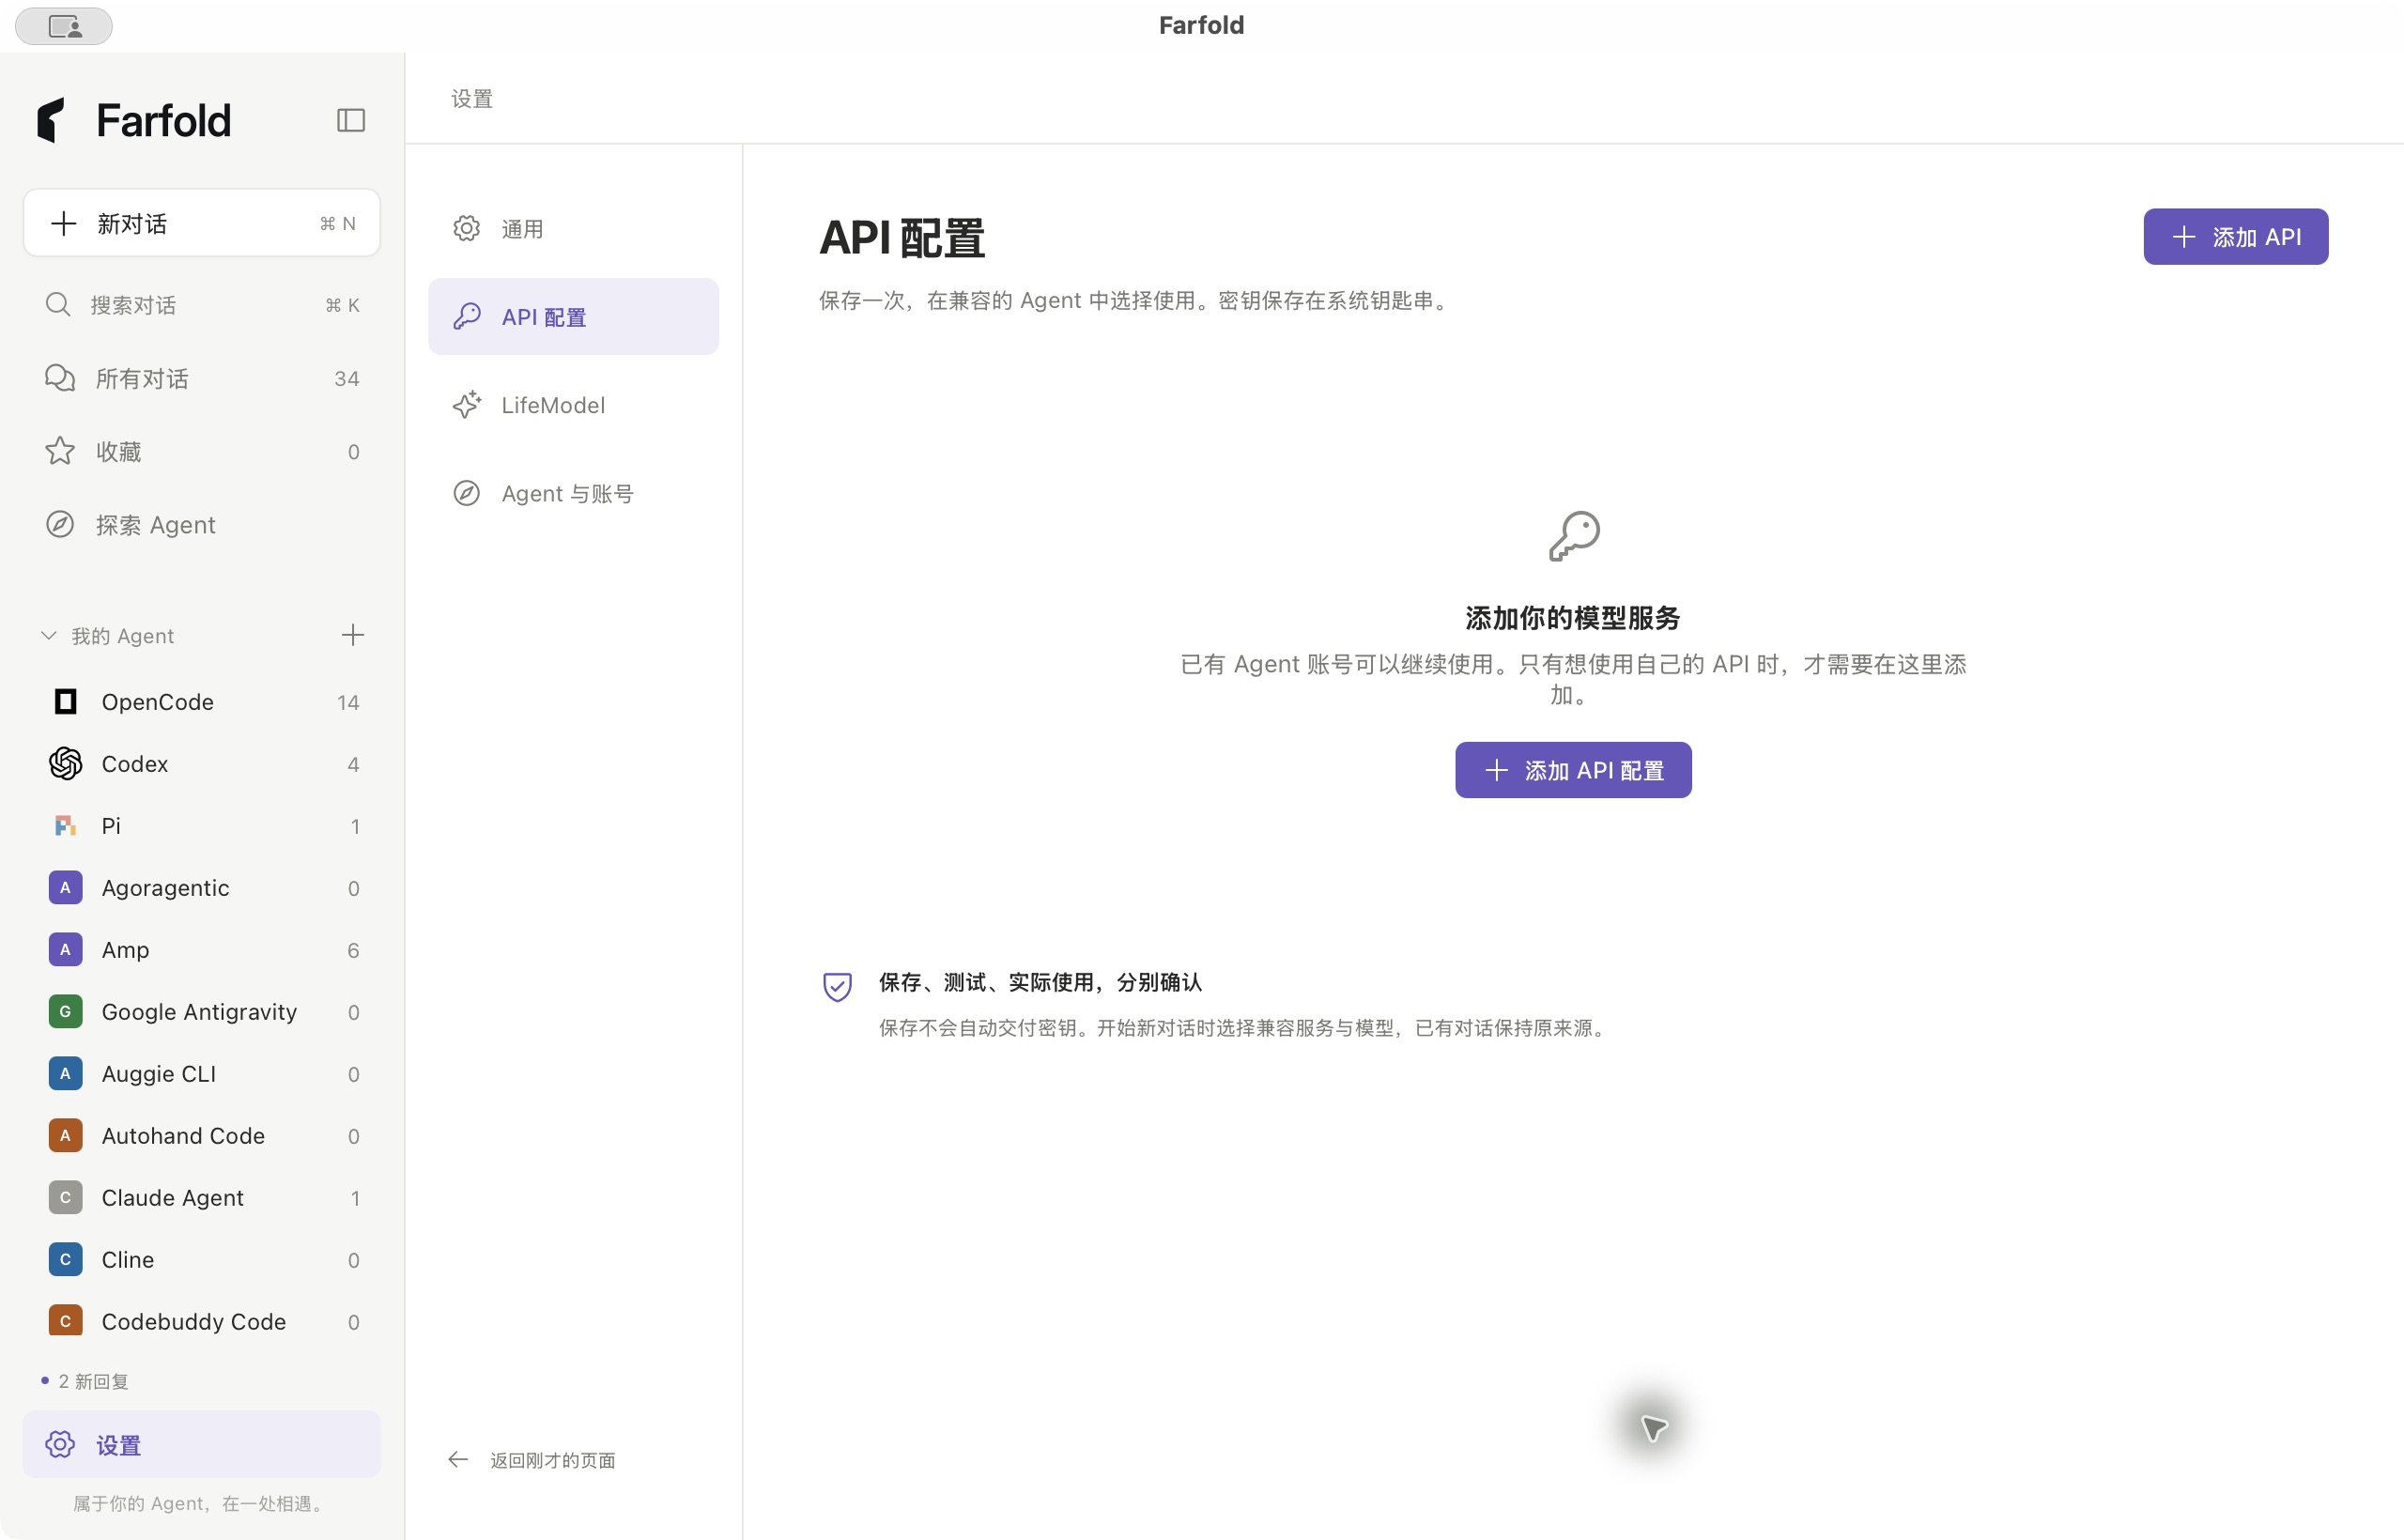 Farfold
Farfold
新对话 ⌘ N
搜索对话 ⌘ K
所有对话 34
收藏 0
探索 Agent
我的 Agent
OpenCode 14
Codex 4
Pi 1
A Agoragentic 0
A Amp 6
G Google Antigravity 0
A Auggie CLI 0
A Autohand Code 0
C Claude Agent 1
C Cline 0
C Codebuddy Code 0
2 新回复
设置
属于你的 Agent，在一处相遇。
设置
通用
API 配置
LifeModel
Agent 与账号
返回刚才的页面
API 配置
添加 API
保存一次，在兼容的 Agent 中选择使用。密钥保存在系统钥匙串。
添加你的模型服务
已有 Agent 账号可以继续使用。只有想使用自己的 API 时，才需要在这里添
加。
添加 API 配置
保存、测试、实际使用，分别确认
保存不会自动交付密钥。开始新对话时选择兼容服务与模型，已有对话保持原来源。